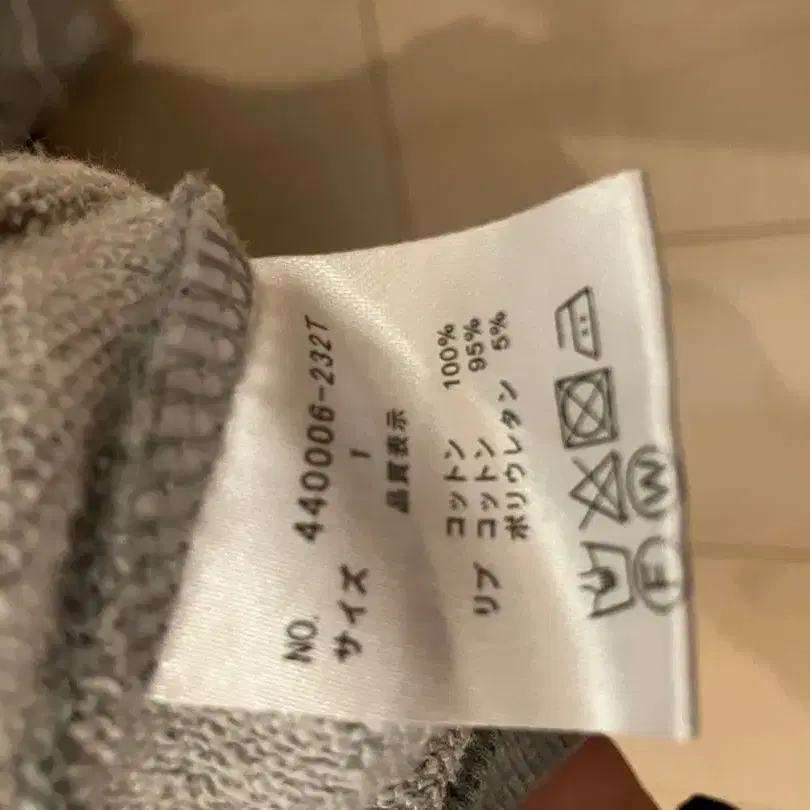 NO. 440006-232T
サイズ 1
品質表示
コットン 100%
リブ コットン 95%
ポリウレタン 5%
F W